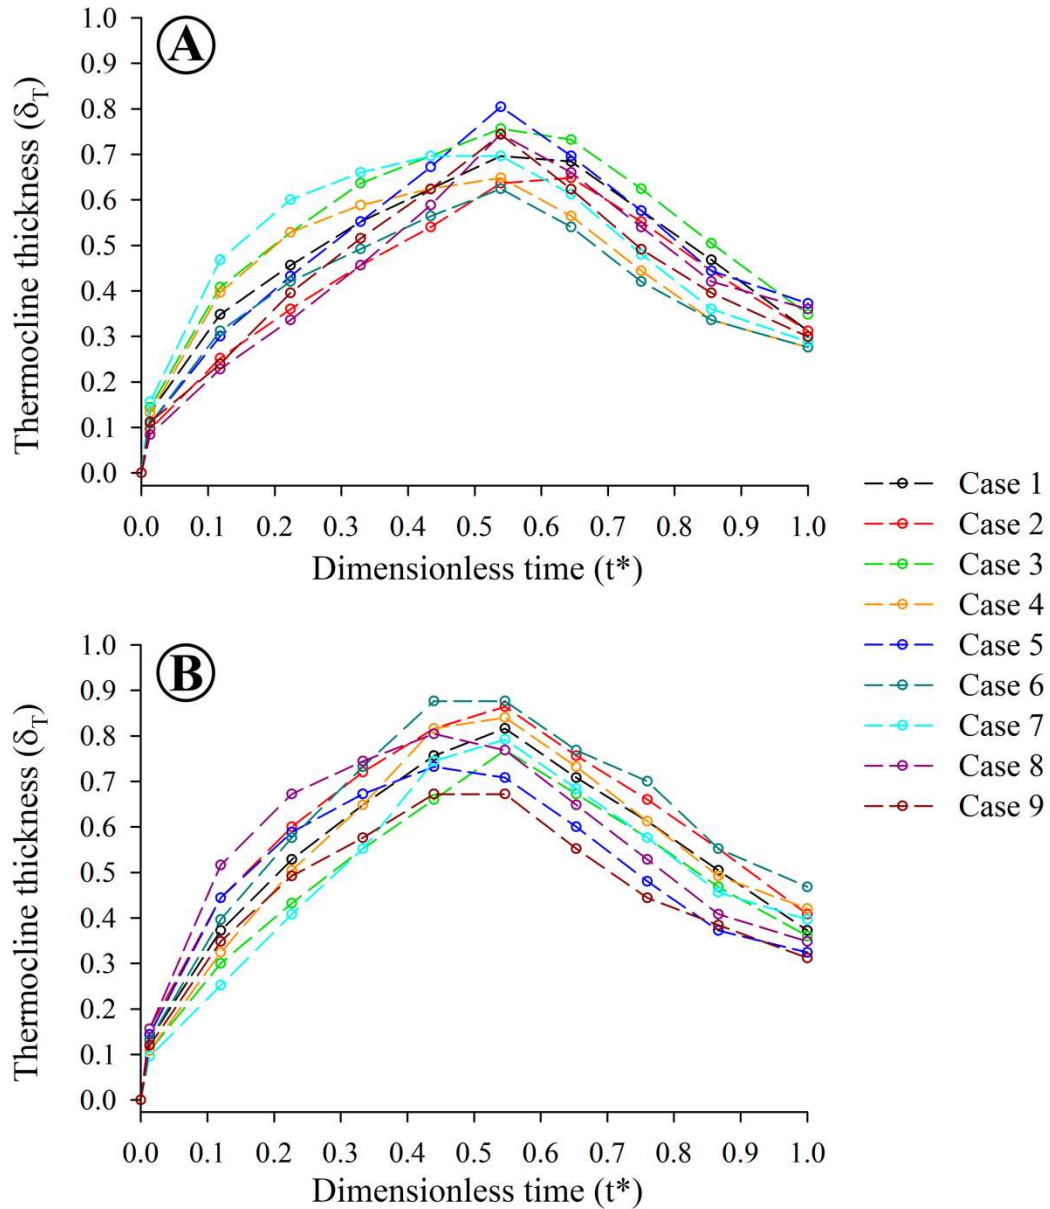 A
Thermocline thickness (δT)
1.0
0.9
0.8
0.7
0.6
0.5
0.4
0.3
0.2
0.1
0.0
0.0 0.1 0.2 0.3 0.4 0.5 0.6 0.7 0.8 0.9 1.0
Dimensionless time (t*)
Case 1
Case 2
Case 3
Case 4
Case 5
Case 6
Case 7
Case 8
Case 9
B
Thermocline thickness (δT)
1.0
0.9
0.8
0.7
0.6
0.5
0.4
0.3
0.2
0.1
0.0
0.0 0.1 0.2 0.3 0.4 0.5 0.6 0.7 0.8 0.9 1.0
Dimensionless time (t*)